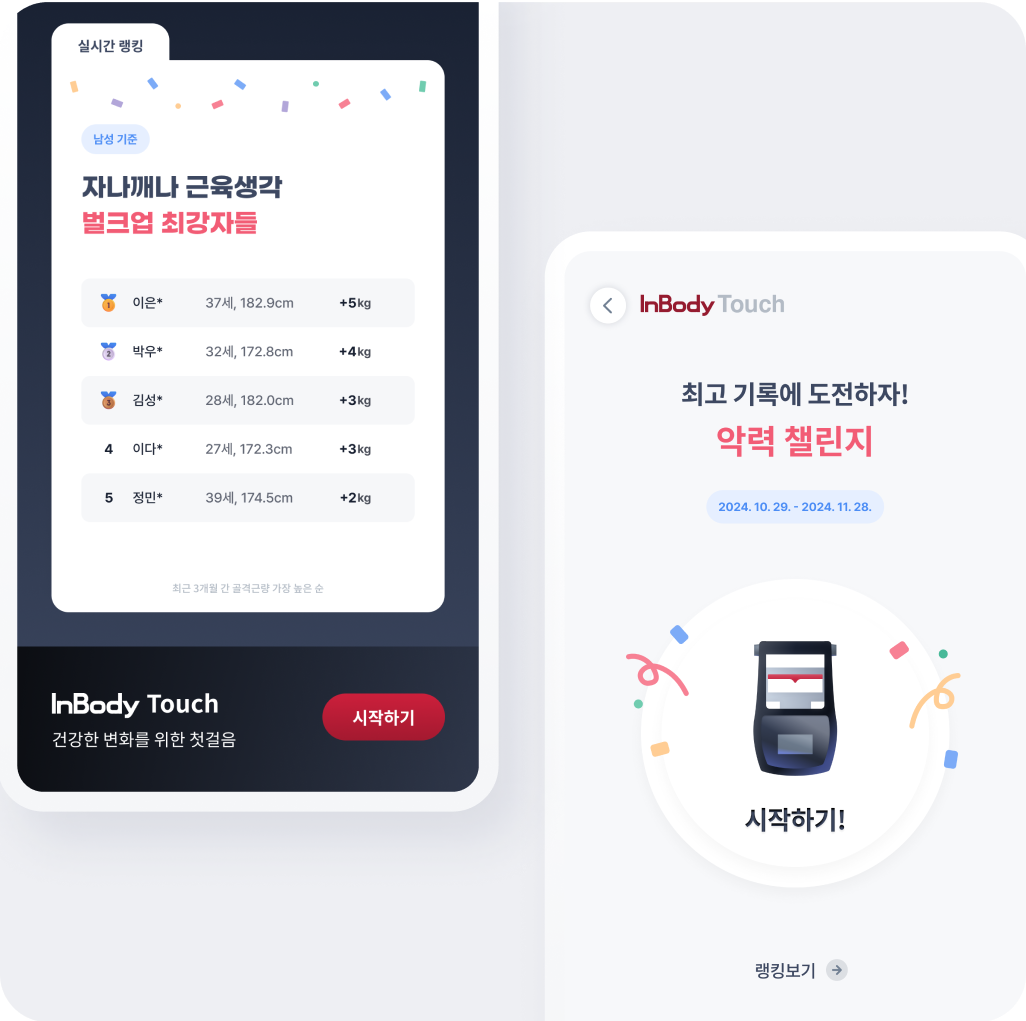 실시간 랭킹
남성 기준
자나깨나 근육생각
벌크업 최강자들
1 이은* 37세, 182.9cm +5kg
2 박우* 32세, 172.8cm +4kg
3 김성* 28세, 182.0cm +3kg
4 이다* 27세, 172.3cm +3kg
5 정민* 39세, 174.5cm +2kg
최근 3개월 간 골격근량 가장 높은 순
InBody Touch
건강한 변화를 위한 첫걸음
시작하기
InBody Touch
최고 기록에 도전하자!
악력 챌린지
2024. 10. 29. - 2024. 11. 28.
시작하기!
랭킹보기